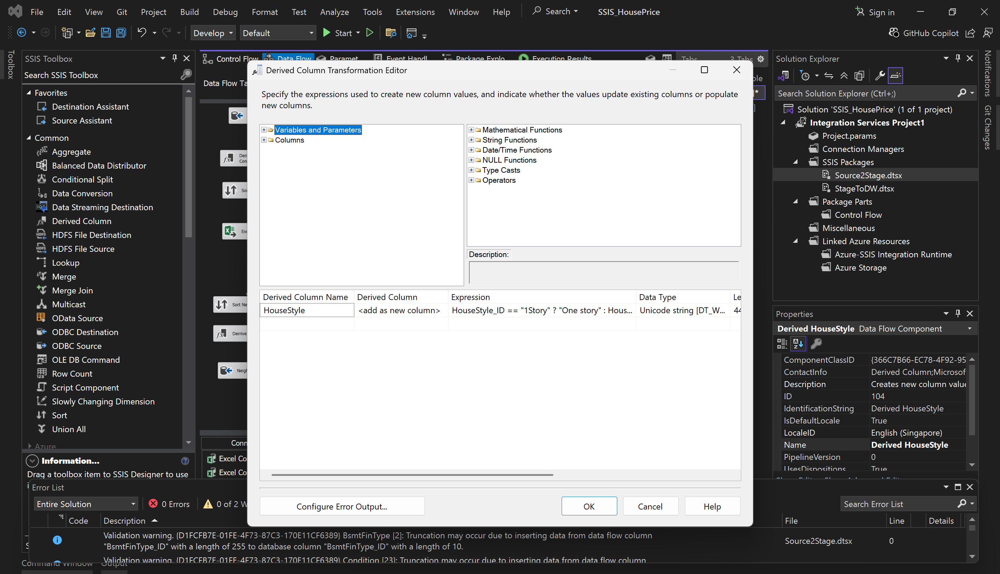 File Edit View Git Project Build Debug Format Test Analyze Tools Extensions Window Help Search SSIS_HousePrice Sign in
Develop Default Start GitHub Copilot
Toolbox
SSIS Toolbox
Search SSIS Toolbox
Favorites
Destination Assistant
Source Assistant
Common
Aggregate
Balanced Data Distributor
Conditional Split
Data Conversion
Data Streaming Destination
Derived Column
HDFS File Destination
HDFS File Source
Lookup
Merge
Merge Join
Multicast
OData Source
ODBC Destination
ODBC Source
OLE DB Command
Row Count
Script Component
Slowly Changing Dimension
Sort
Union All
Azure
Information...
Drag a toolbox item to SSIS Designer to use
Control Flow Data Flow Paramet Event Handl Package Explo Execution Results Tabs 3 Tabs
Data Flow Ta
Deri
Con
So
Exc
Sort Ne
Derrive
Neigh
Conn
Excel Co
Excel Co
Derived Column Transformation Editor
Specify the expressions used to create new column values, and indicate whether the values update existing columns or populate
new columns.
Variables and Parameters
Columns
Mathematical Functions
String Functions
Date/Time Functions
NULL Functions
Type Casts
Operators
Description:
Derived Column Name Derived Column Expression Data Type Le
HouseStyle <add as new column> HouseStyle_ID == "1Story" ? "One story" : Hous... Unicode string [DT_W... 44
Configure Error Output... OK Cancel Help
Solution Explorer
Search Solution Explorer (Ctrl+;)
Solution 'SSIS_HousePrice' (1 of 1 project)
Integration Services Project1
Project.params
Connection Managers
SSIS Packages
Source2Stage.dtsx
StageToDW.dtsx
Package Parts
Control Flow
Miscellaneous
Linked Azure Resources
Azure-SSIS Integration Runtime
Azure Storage
Notifications
Git Changes
Properties
Derived HouseStyle Data Flow Component
ComponentClassID {366C7B66-EC78-4F92-95
ContactInfo Derived Column;Microsof
Description Creates new column value
ID 104
IdentificationString Derived HouseStyle
IsDefaultLocale True
LocaleID English (Singapore)
Name Derived HouseStyle
PipelineVersion 0
UsesDispositions True
Error List
Entire Solution 0 Errors 0 of 2 W Search Error List
Code Description File Line Details
Validation warning. {D1FCFB7E-01FE-4F73-87C3-170E11CF6389} BsmtFinType [2]: Truncation may occur due to inserting data from data flow column
"BsmtFinType_ID" with a length of 255 to database column "BsmtFinType_ID" with a length of 10.
Source2Stage.dtsx 0
Validation warning. {D1FCFB7E-01FE-4F73-87C3-170E11CF6389} Condition [23]: Truncation may occur due to inserting data from data flow column
Command Window Output